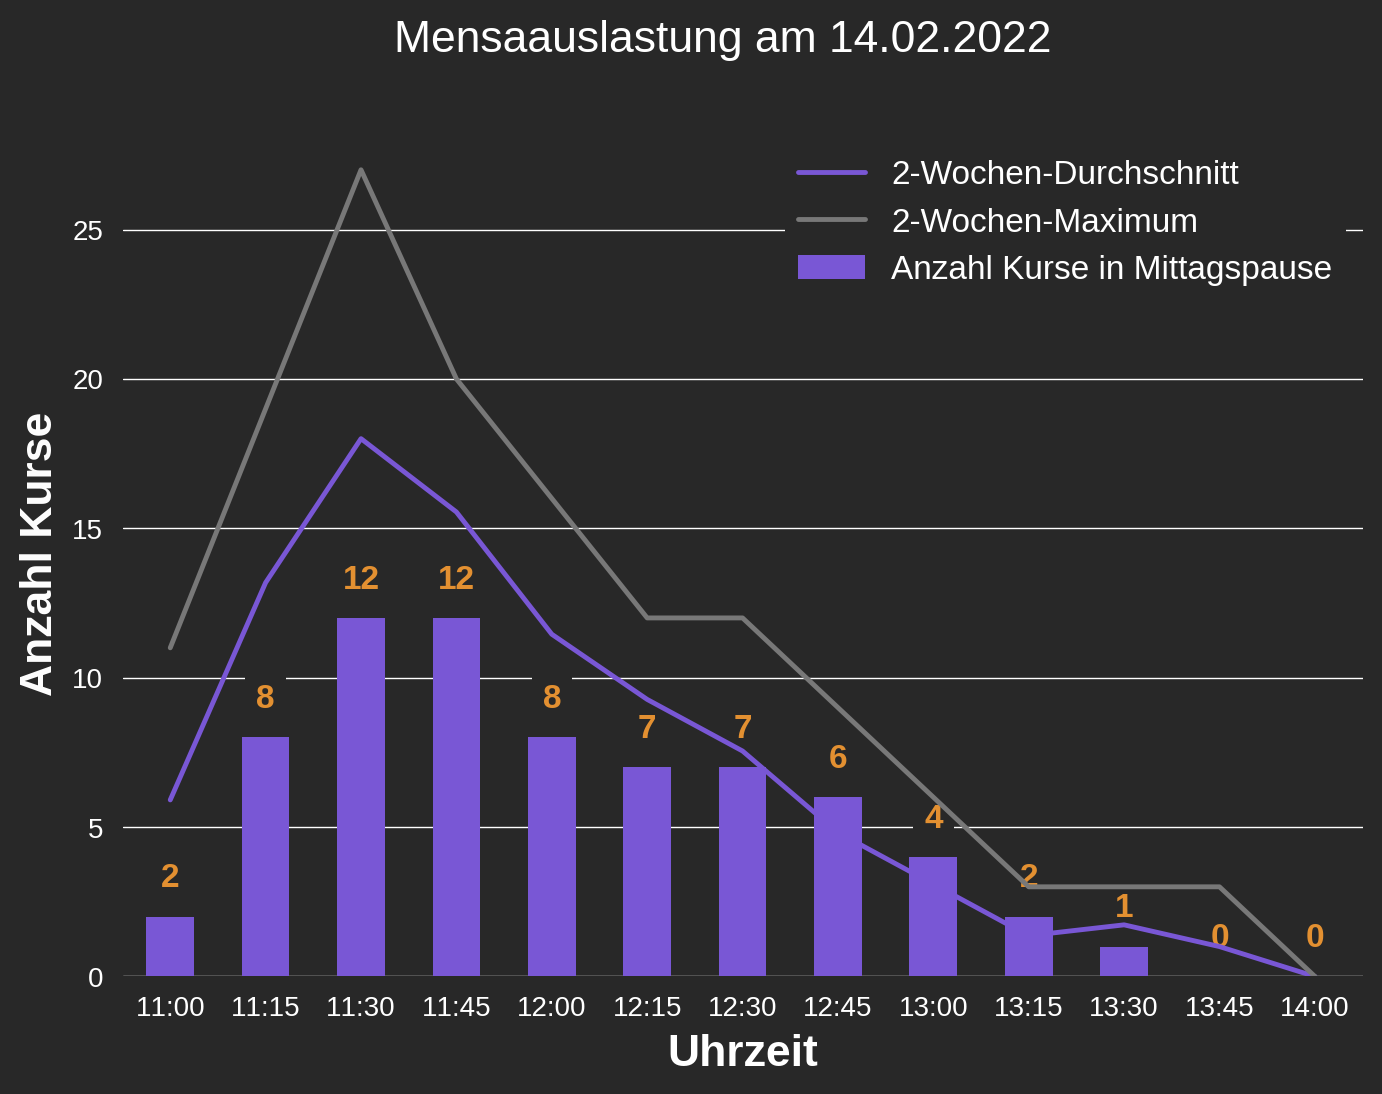 Mensaauslastung am 14.02.2022
2-Wochen-Durchschnitt
2-Wochen-Maximum
Anzahl Kurse in Mittagspause
Anzahl Kurse
25
20
15
10
5
0
2
8
12
12
8
7
7
6
4
2
1
0
0
11:00 11:15 11:30 11:45 12:00 12:15 12:30 12:45 13:00 13:15 13:30 13:45 14:00
Uhrzeit